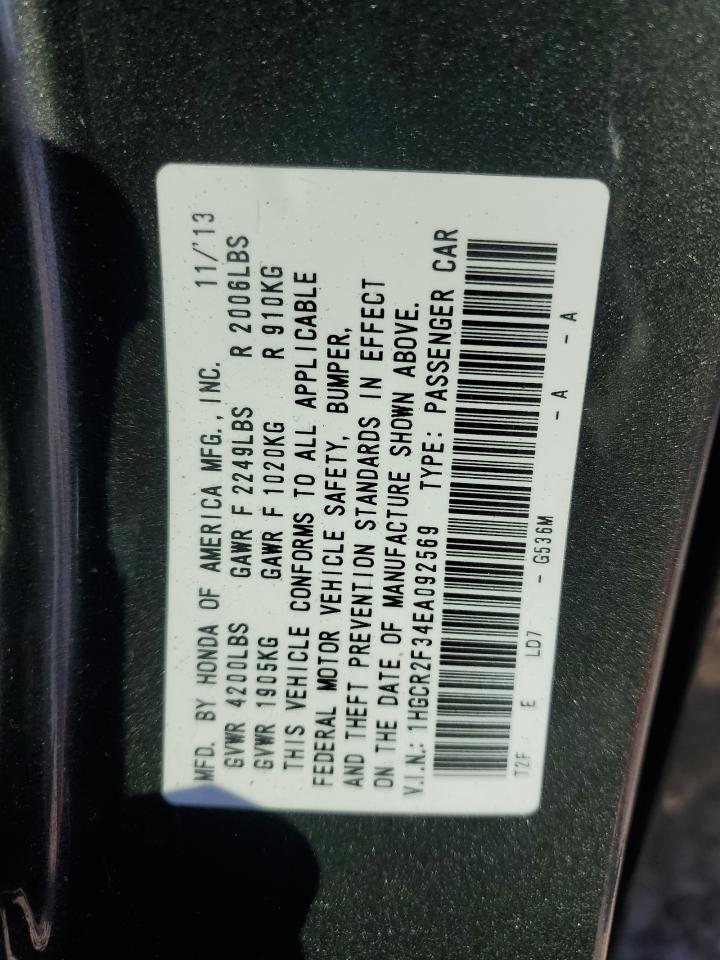 MFD. BY HONDA OF AMERICA MFG., INC. 11/'13
GVWR 4200LBS GAWR F 2249LBS R 2006LBS
GVWR 1905KG GAWR F 1020KG R 910KG
THIS VEHICLE CONFORMS TO ALL APPLICABLE
FEDERAL MOTOR VEHICLE SAFETY, BUMPER,
AND THEFT PREVENTION STANDARDS IN EFFECT
ON THE DATE OF MANUFACTURE SHOWN ABOVE.
V.I.N.: 1HGCR2F34EA092569 TYPE: PASSENGER CAR
T2F E LD7 - G536M - A - A